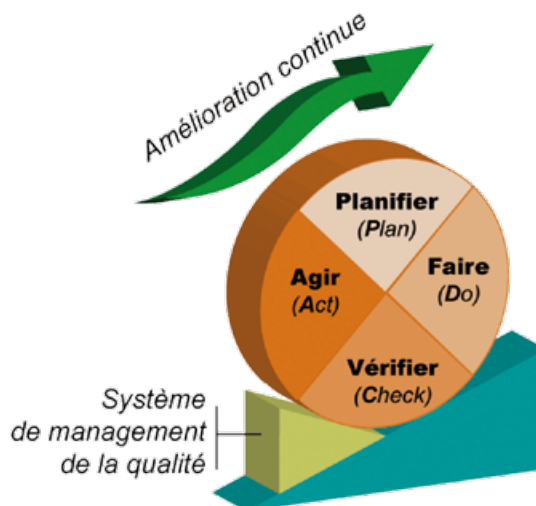 Amélioration continue
Planifier
(Plan)
Faire
(Do)
Agir
(Act)
Vérifier
(Check)
Système
de management
de la qualité